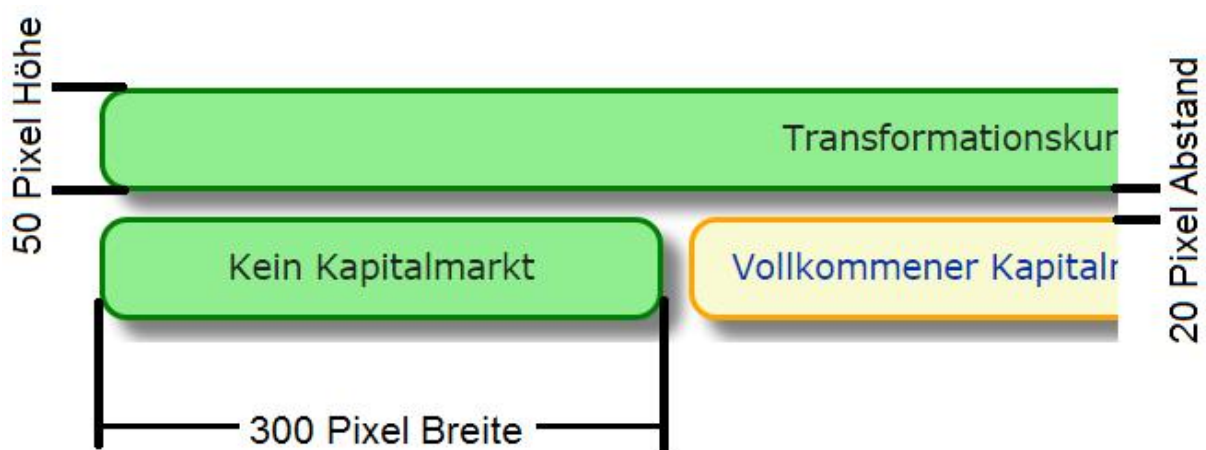 50 Pixel Höhe
Transformationskur
20 Pixel Abstand
Kein Kapitalmarkt
Vollkommener Kapitalr
300 Pixel Breite